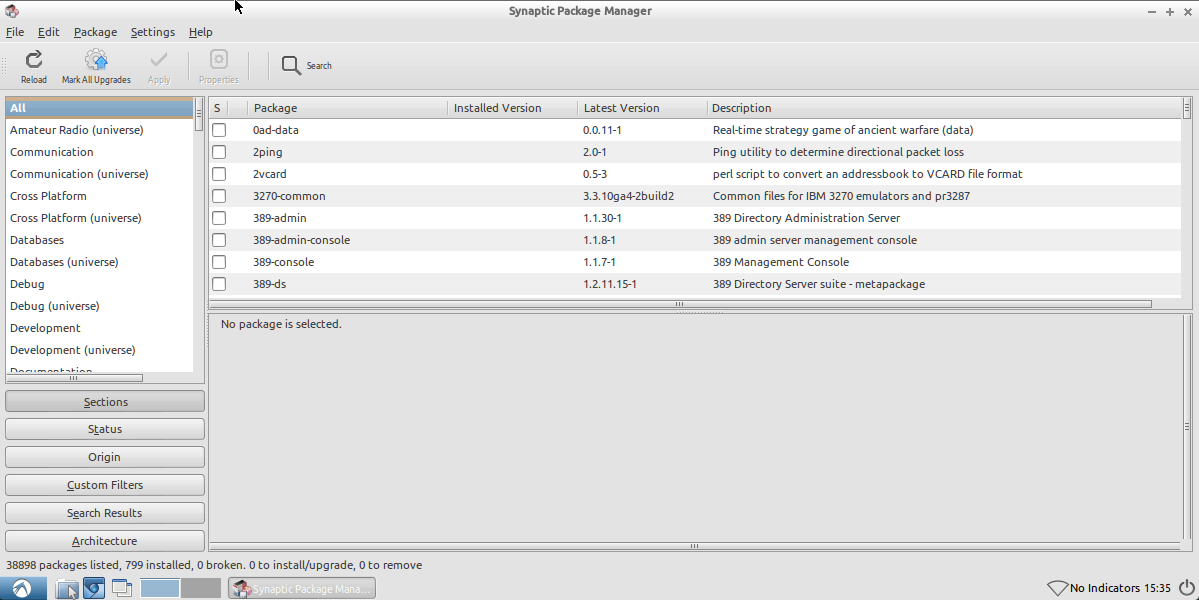 Synaptic Package Manager
File Edit Package Settings Help
Reload Mark All Upgrades Apply Properties Search
All
Amateur Radio (universe)
Communication
Communication (universe)
Cross Platform
Cross Platform (universe)
Databases
Databases (universe)
Debug
Debug (universe)
Development
Development (universe)
Documentation
Sections
Status
Origin
Custom Filters
Search Results
Architecture
S Package Installed Version Latest Version Description
0ad-data 0.0.11-1 Real-time strategy game of ancient warfare (data)
2ping 2.0-1 Ping utility to determine directional packet loss
2vcard 0.5-3 perl script to convert an addressbook to VCARD file format
3270-common 3.3.10ga4-2build2 Common files for IBM 3270 emulators and pr3287
389-admin 1.1.30-1 389 Directory Administration Server
389-admin-console 1.1.8-1 389 admin server management console
389-console 1.1.7-1 389 Management Console
389-ds 1.2.11.15-1 389 Directory Server suite - metapackage
No package is selected.
38898 packages listed, 799 installed, 0 broken. 0 to install/upgrade, 0 to remove
Synaptic Package Mana... No Indicators 15:35